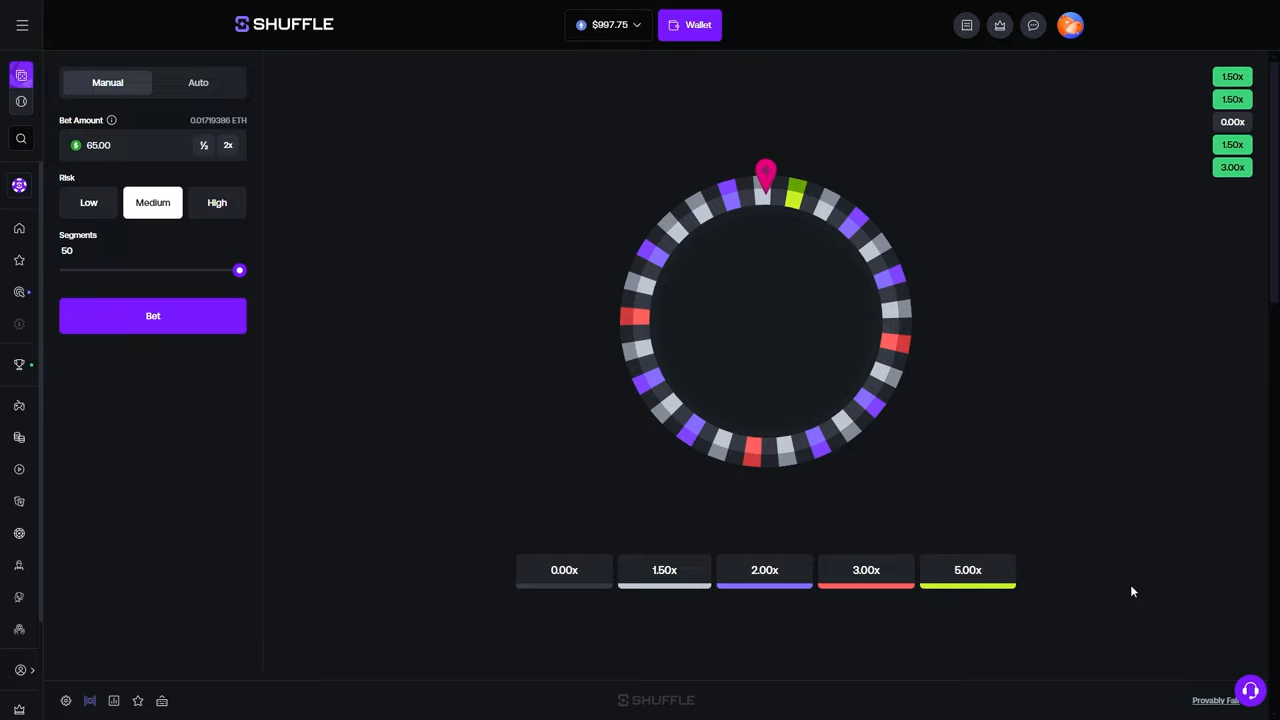 SHUFFLE
$997.75
Wallet
Manual
Auto
Bet Amount
0.01719386 ETH
65.00
½
2x
Risk
Low
Medium
High
Segments
50
Bet
1.50x
1.50x
0.00x
1.50x
3.00x
0.00x
1.50x
2.00x
3.00x
5.00x
SHUFFLE
Provably Fair